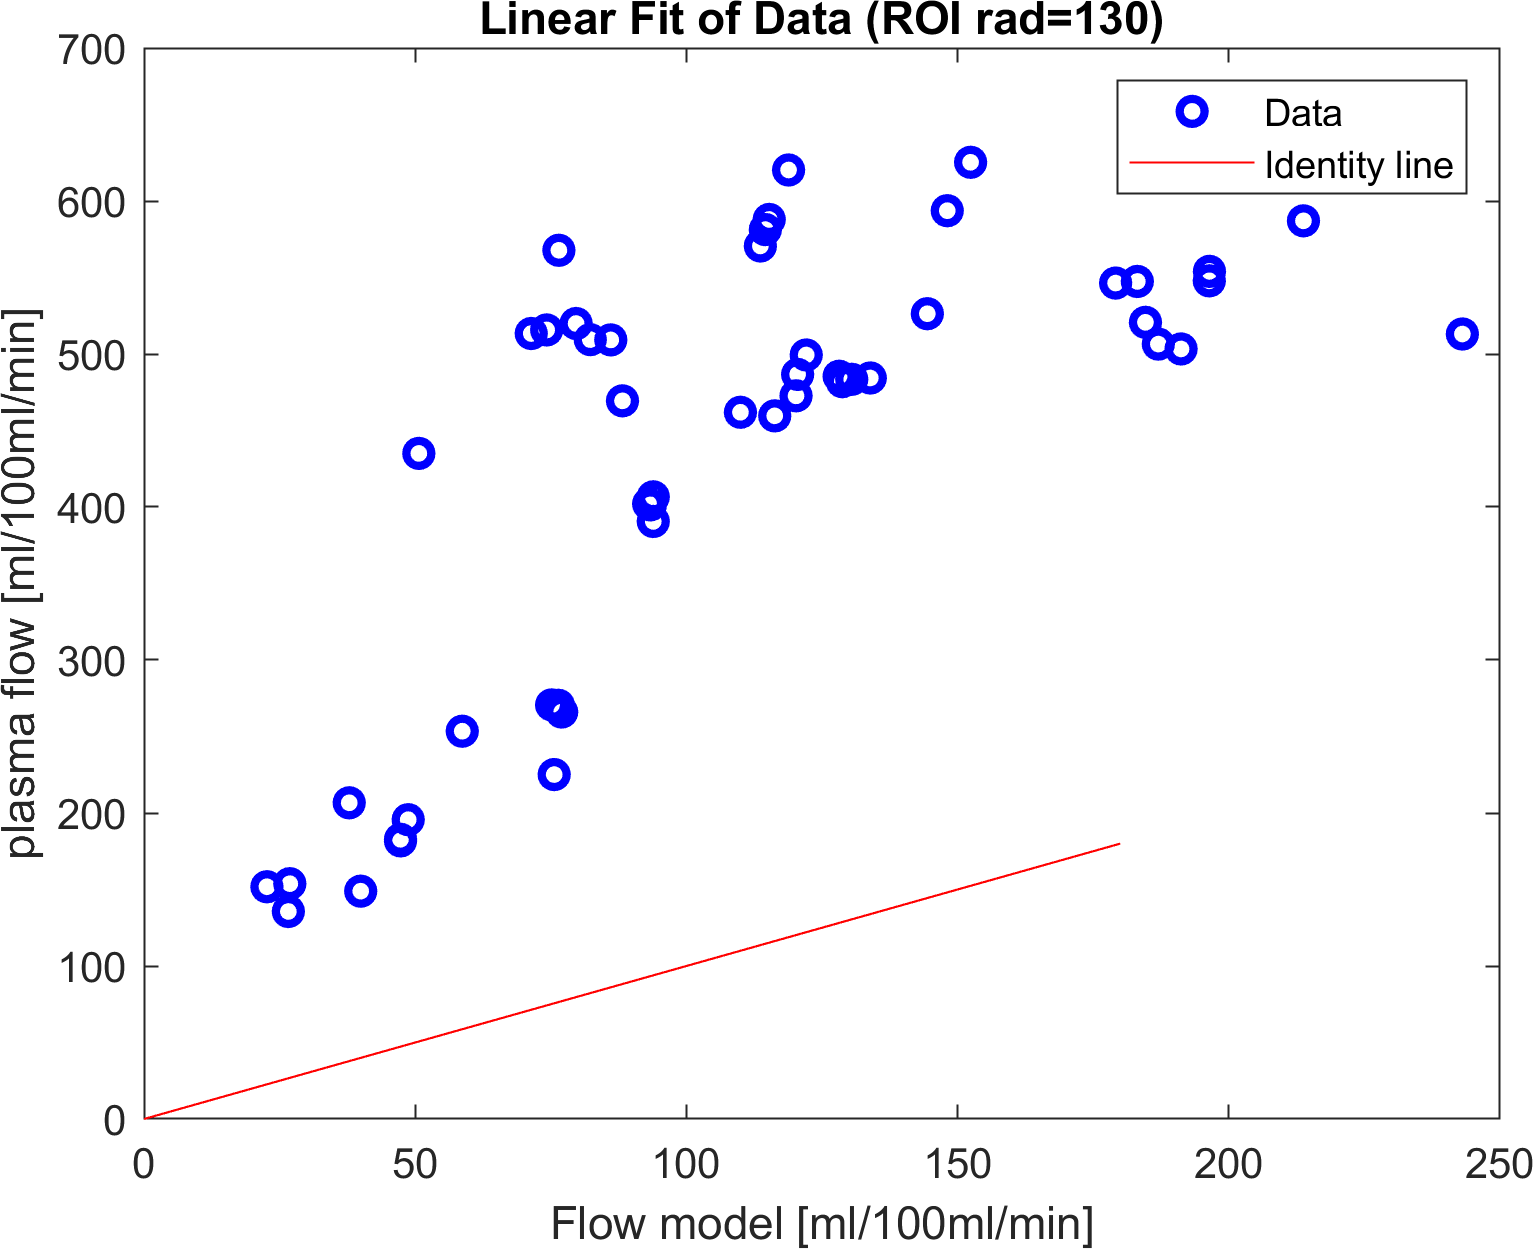 Linear Fit of Data (ROI rad=130)
700
600
500
400
300
200
100
0
plasma flow [ml/100ml/min]
Data
Identity line
0 50 100 150 200 250
Flow model [ml/100ml/min]